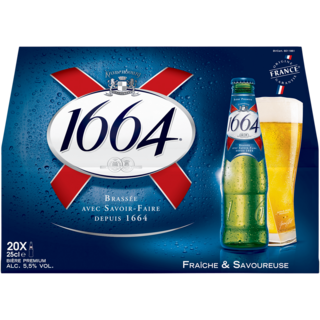 Kronenbourg
1664
BRASSÉE
AVEC SAVOIR-FAIRE
DEPUIS 1664
20X
25cl e
BIÈRE PREMIUM
ALC. 5,5% VOL.
FRANCE
1664
FRAÎCHE & SAVOUREUSE